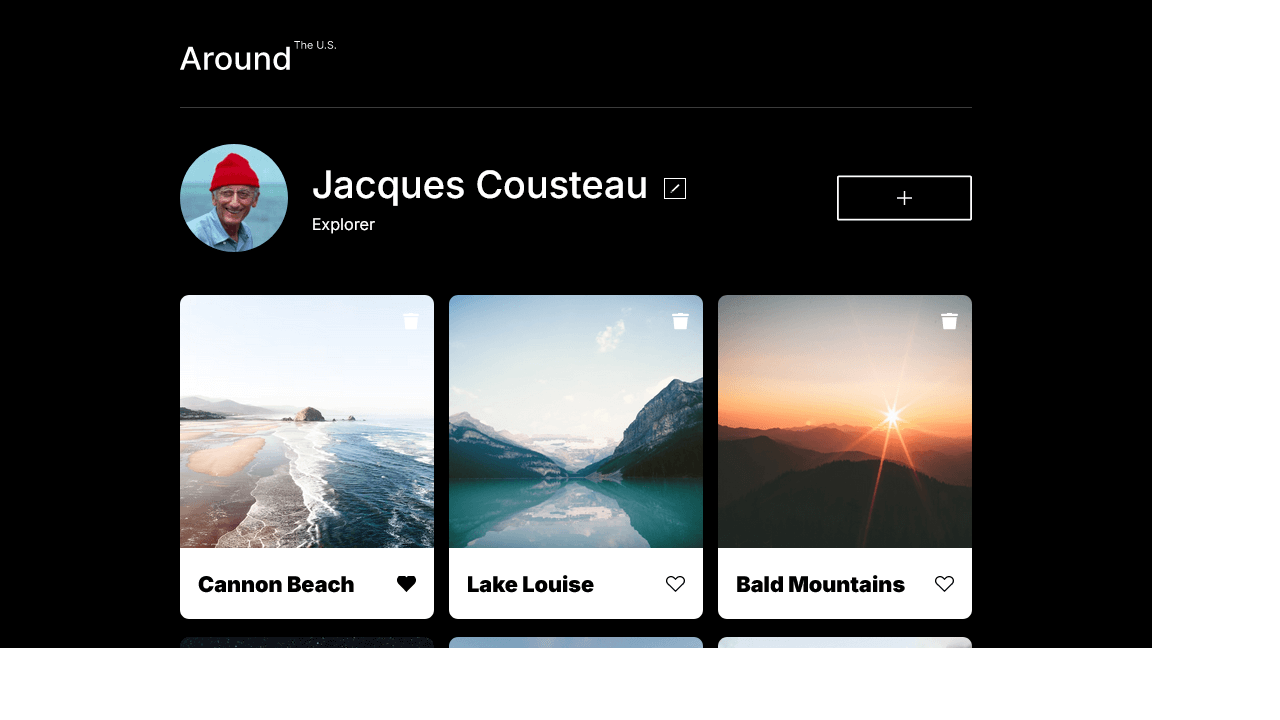 Around The U.S.
Jacques Cousteau
Explorer
Cannon Beach
Lake Louise
Bald Mountains